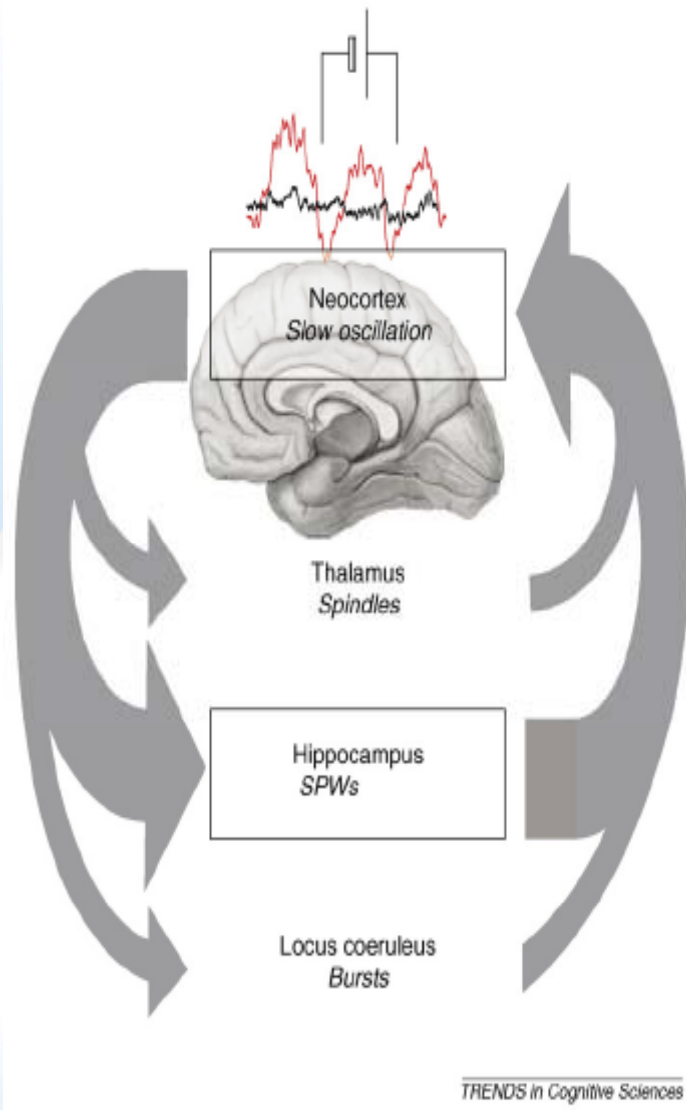 Neocortex
Slow oscillation
Thalamus
Spindles
Hippocampus
SPWs
Locus coeruleus
Bursts
TRENDS in Cognitive Sciences